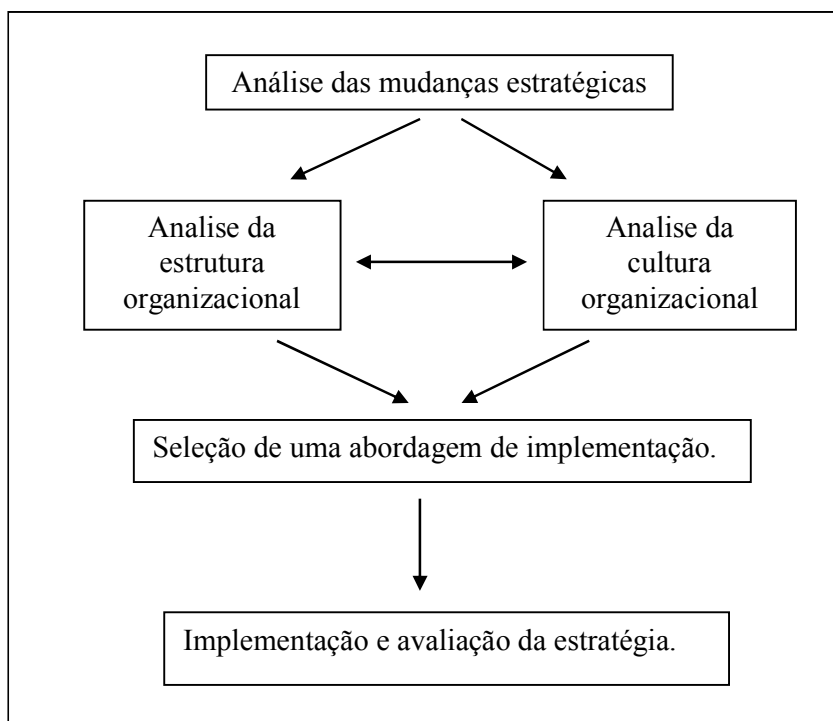 Análise das mudanças estratégicas
Analise da
estrutura
organizacional
Analise da
cultura
organizacional
Seleção de uma abordagem de implementação.
Implementação e avaliação da estratégia.